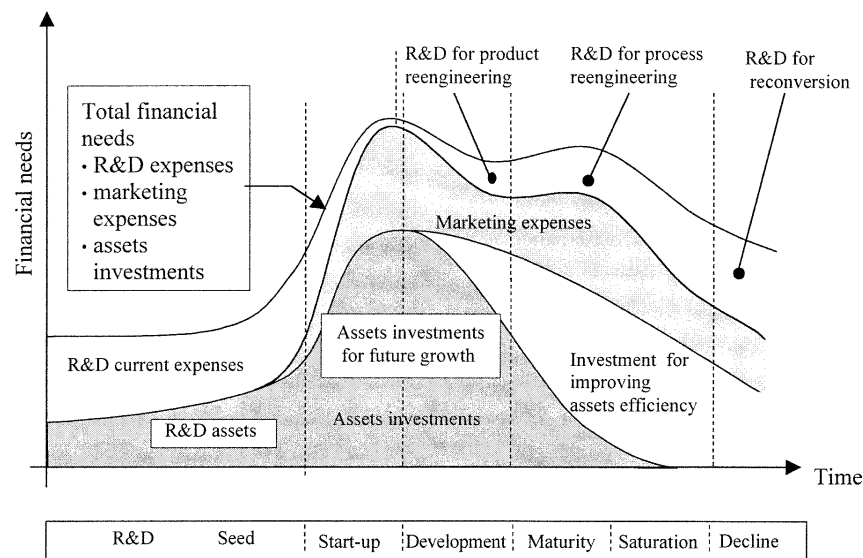 Financial needs
Total financial
needs
· R&D expenses
· marketing
expenses
· assets
investments
R&D for product
reengineering
R&D for process
reengineering
R&D for
reconversion
Marketing expenses
R&D current expenses
Assets investments
for future growth
Investment for
improving
assets efficiency
R&D assets
Assets investments
Time
R&D Seed Start-up Development Maturity Saturation Decline